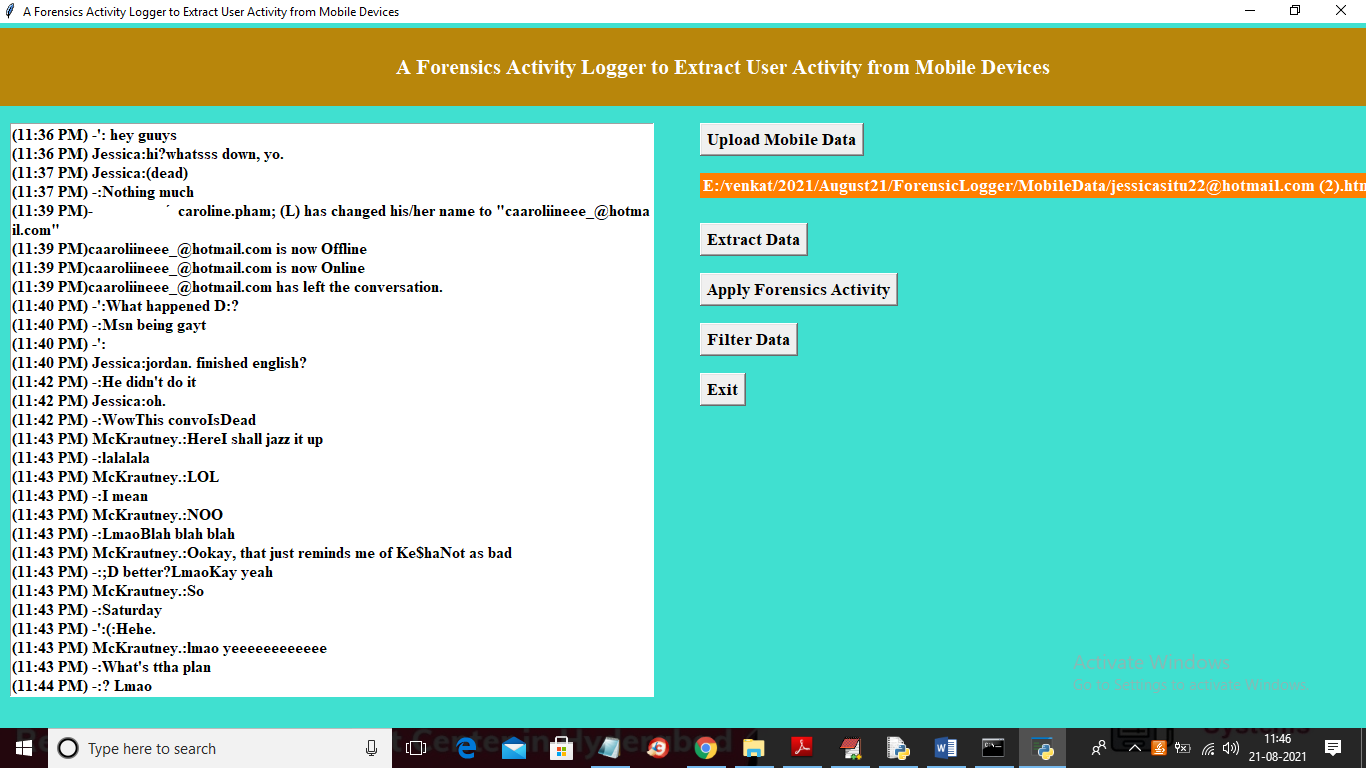 A Forensics Activity Logger to Extract User Activity from Mobile Devices
A Forensics Activity Logger to Extract User Activity from Mobile Devices
(11:36 PM) -': hey guuys
(11:36 PM) Jessica:hi?whatsss down, yo.
(11:37 PM) Jessica:(dead)
(11:37 PM) -:Nothing much
(11:39 PM)- ´ caroline.pham; (L) has changed his/her name to "caaroliineee_@hotma
il.com"
(11:39 PM)caaroliineee_@hotmail.com is now Offline
(11:39 PM)caaroliineee_@hotmail.com is now Online
(11:39 PM)caaroliineee_@hotmail.com has left the conversation.
(11:40 PM) -':What happened D:?
(11:40 PM) -:Msn being gayt
(11:40 PM) -':
(11:40 PM) Jessica:jordan. finished english?
(11:42 PM) -:He didn't do it
(11:42 PM) Jessica:oh.
(11:42 PM) -:WowThis convoIsDead
(11:43 PM) McKrautney.:HereI shall jazz it up
(11:43 PM) -:lalalala
(11:43 PM) McKrautney.:LOL
(11:43 PM) -:I mean
(11:43 PM) McKrautney.:NOO
(11:43 PM) -:LmaoBlah blah blah
(11:43 PM) McKrautney.:Ookay, that just reminds me of Ke$haNot as bad
(11:43 PM) -:;D better?LmaoKay yeah
(11:43 PM) McKrautney.:So
(11:43 PM) -:Saturday
(11:43 PM) -':(:Hehe.
(11:43 PM) McKrautney.:lmao yeeeeeeeeeeee
(11:43 PM) -:What's ttha plan
(11:44 PM) -:? Lmao
Upload Mobile Data
E:/venkat/2021/August21/ForensicLogger/MobileData/jessicasitu22@hotmail.com (2).htm
Extract Data
Apply Forensics Activity
Filter Data
Exit
Activate Windows
Go to Settings to activate Windows.
Type here to search
Center in Hyderabad
Systems
11:46
21-08-2021